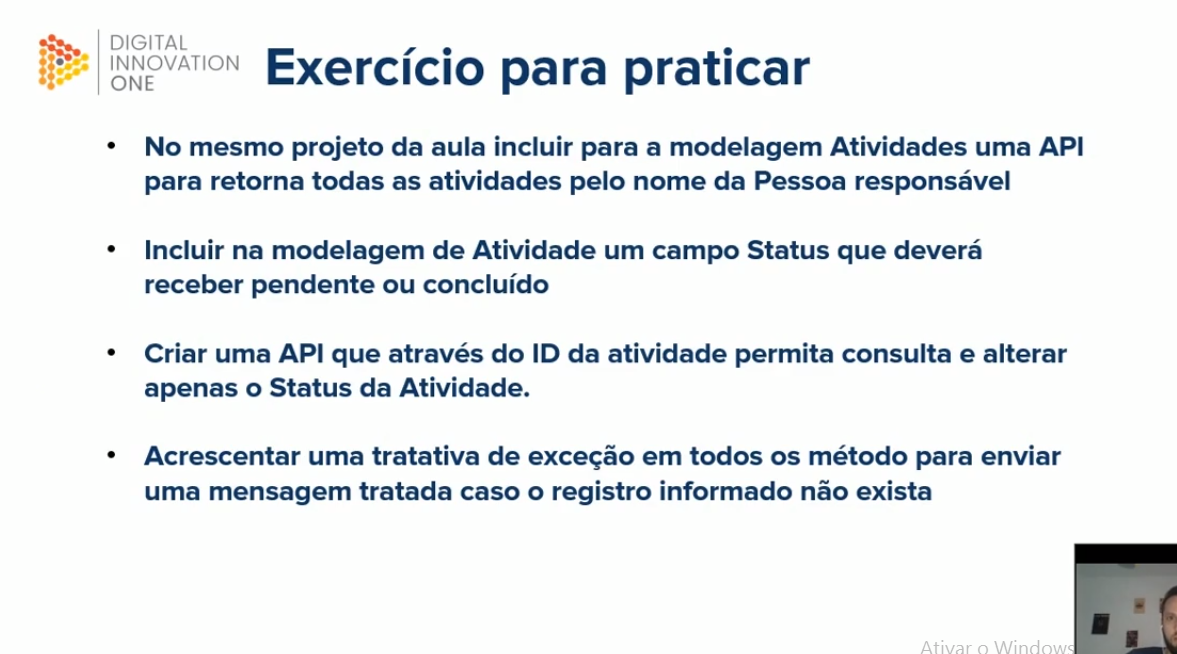 DIGITAL
INNOVATION
ONE
Exercício para praticar
• No mesmo projeto da aula incluir para a modelagem Atividades uma API
para retorna todas as atividades pelo nome da Pessoa responsável
• Incluir na modelagem de Atividade um campo Status que deverá
receber pendente ou concluído
• Criar uma API que através do ID da atividade permita consulta e alterar
apenas o Status da Atividade.
• Acrescentar uma tratativa de exceção em todos os método para enviar
uma mensagem tratada caso o registro informado não exista
Ativar o Windows